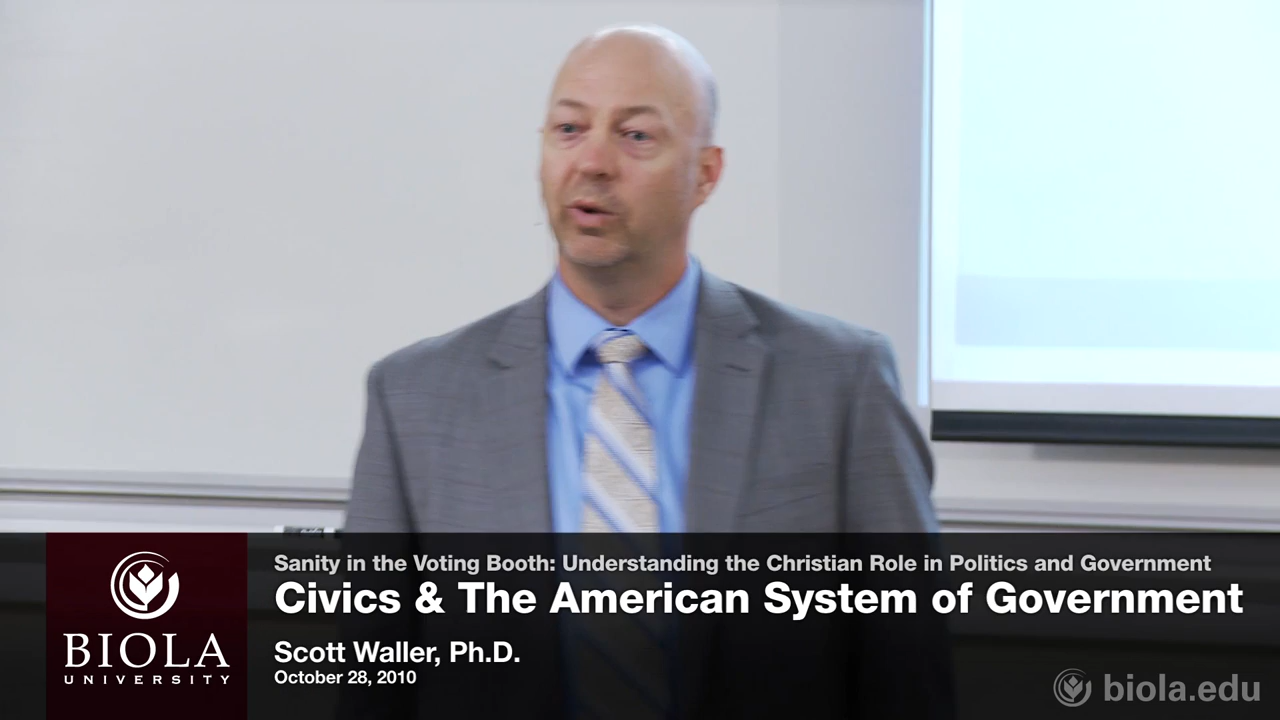 Sanity in the Voting Booth: Understanding the Christian Role in Politics and Government
Civics & The American System of Government
Scott Waller, Ph.D.
October 28, 2010
BIOLA
UNIVERSITY
biola.edu